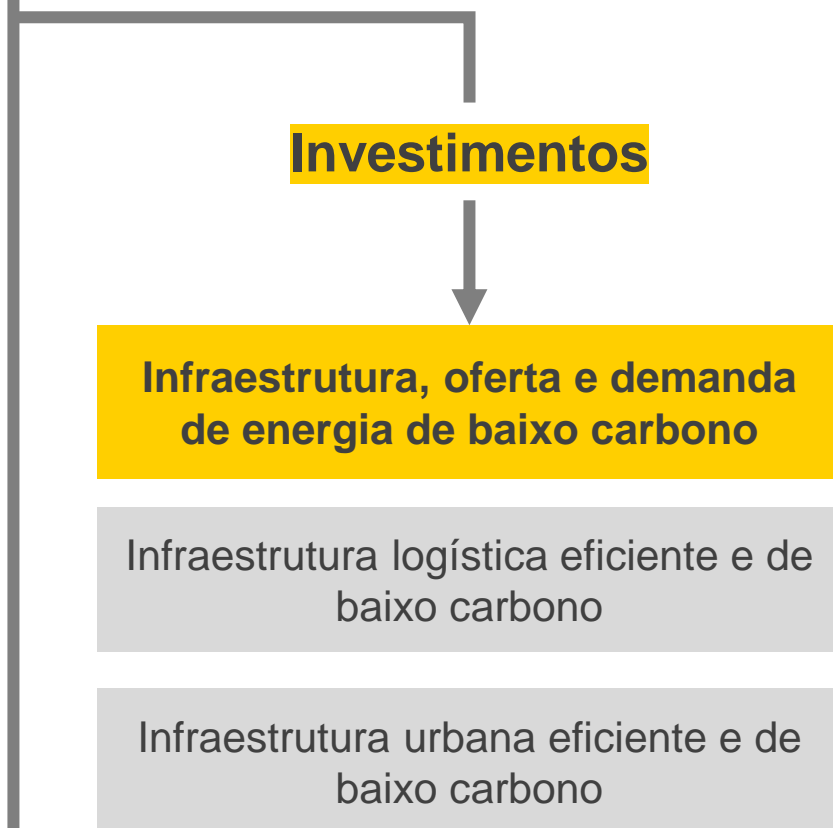 Investimentos
Infraestrutura, oferta e demanda
de energia de baixo carbono
Infraestrutura logística eficiente e de
baixo carbono
Infraestrutura urbana eficiente e de
baixo carbono